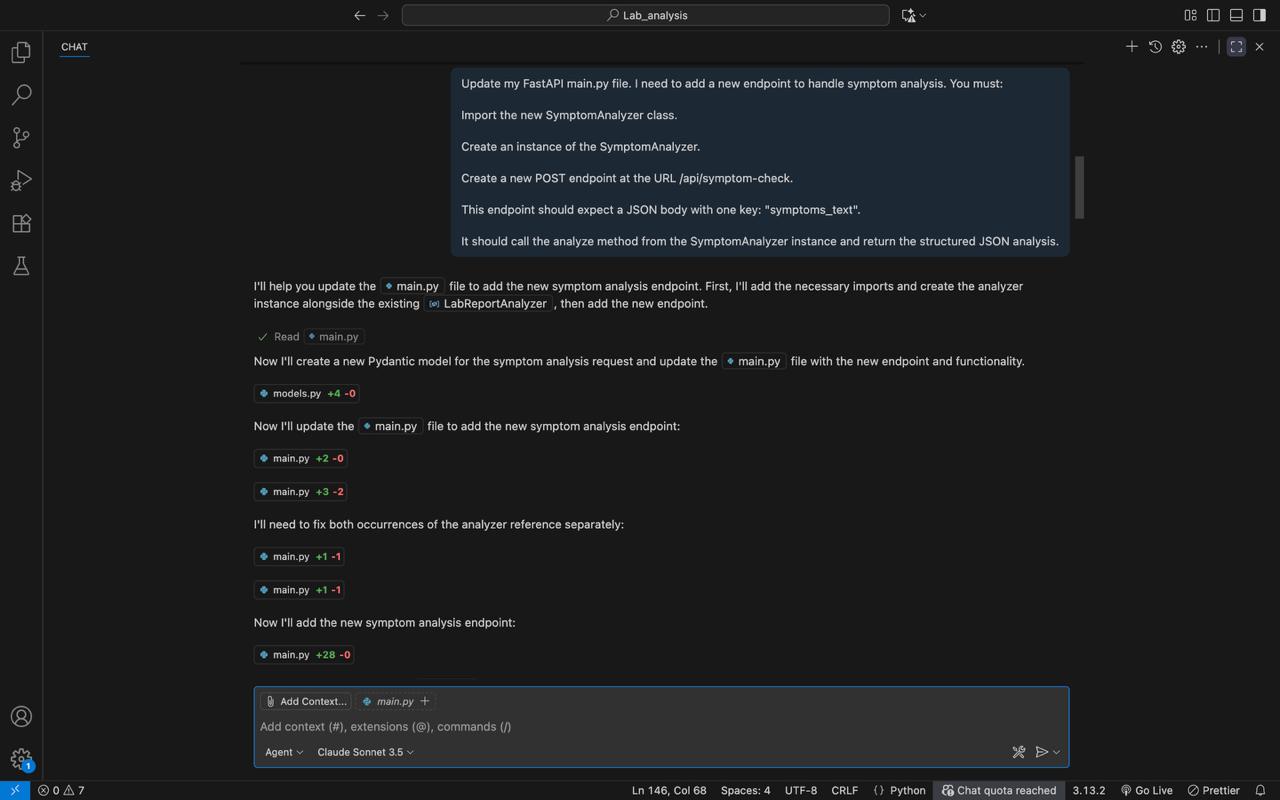 Lab_analysis
CHAT
Update my FastAPI main.py file. I need to add a new endpoint to handle symptom analysis. You must:
Import the new SymptomAnalyzer class.
Create an instance of the SymptomAnalyzer.
Create a new POST endpoint at the URL /api/symptom-check.
This endpoint should expect a JSON body with one key: "symptoms_text".
It should call the analyze method from the SymptomAnalyzer instance and return the structured JSON analysis.
I'll help you update the main.py file to add the new symptom analysis endpoint. First, I'll add the necessary imports and create the analyzer
instance alongside the existing LabReportAnalyzer , then add the new endpoint.
Read main.py
Now I'll create a new Pydantic model for the symptom analysis request and update the main.py file with the new endpoint and functionality.
models.py +4 -0
Now I'll update the main.py file to add the new symptom analysis endpoint:
main.py +2 -0
main.py +3 -2
I'll need to fix both occurrences of the analyzer reference separately:
main.py +1 -1
main.py +1 -1
Now I'll add the new symptom analysis endpoint:
main.py +28 -0
Add Context... main.py +
Add context (#), extensions (@), commands (/)
Agent Claude Sonnet 3.5
1
0 7 Ln 146, Col 68 Spaces: 4 UTF-8 CRLF {} Python Chat quota reached 3.13.2 Go Live Prettier